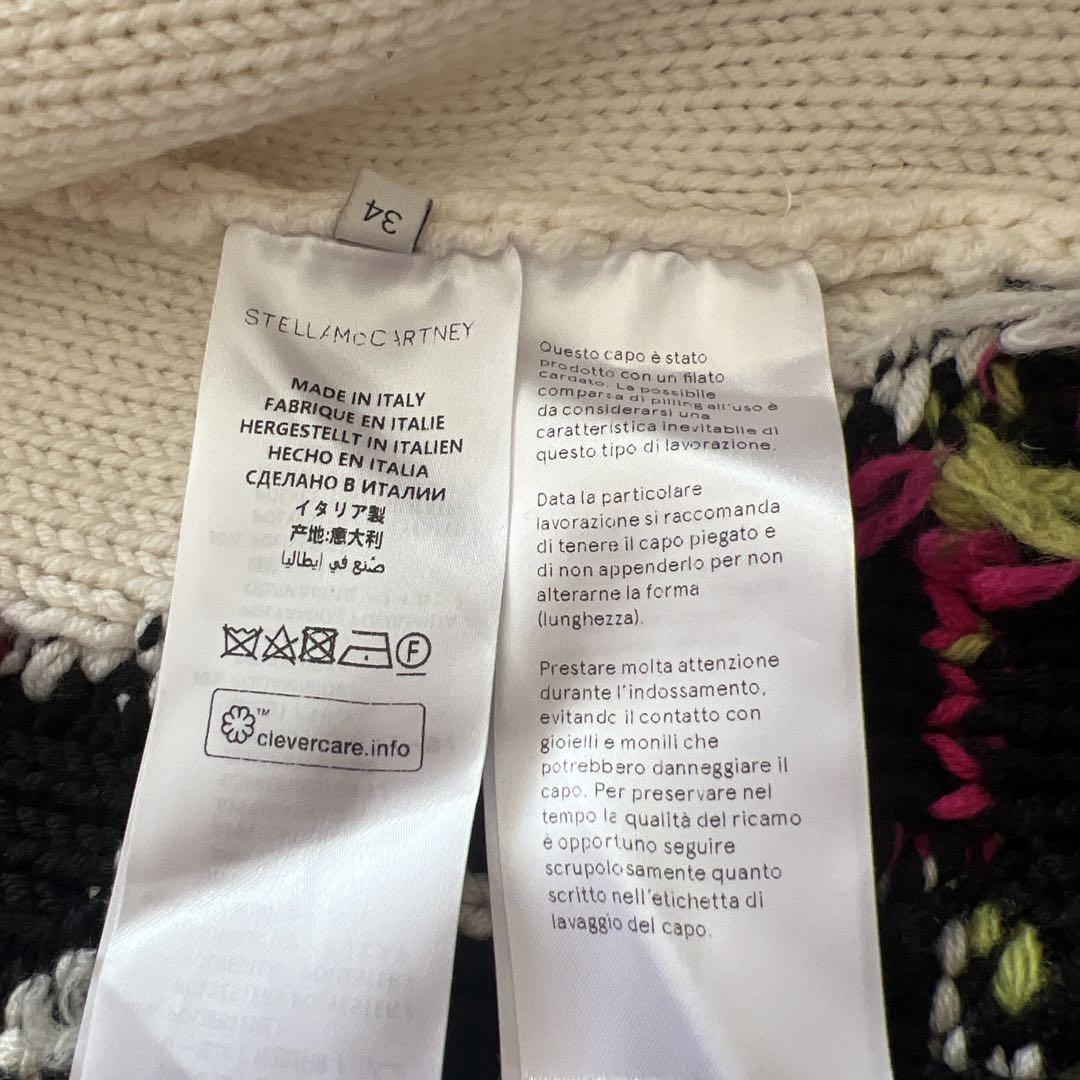 34
STELLA McCARTNEY
MADE IN ITALY
FABRIQUE EN ITALIE
HERGESTELLT IN ITALIEN
HECHO EN ITALIA
СДЕЛАНО В ИТАЛИИ
イタリア製
产地:意大利
صنع في إيطاليا
F
TM
clevercare.info
Questo capo è stato
prodotto con un filato
cardato. La possibile
comparsa di pilling all'uso è
da considerarsi una
caratteristica inevitabile di
questo tipo di lavorazione.
Data la particolare
lavorazione si raccomanda
di tenere il capo piegato e
di non appenderlo per non
alterarne la forma
(lunghezza).
Prestare molta attenzione
durante l'indossamento,
evitando il contatto con
gioielli e monili che
potrebbero danneggiare il
capo. Per preservare nel
tempo la qualità del ricamo
è opportuno seguire
scrupolosamente quanto
scritto nell'etichetta di
lavaggio del capo.